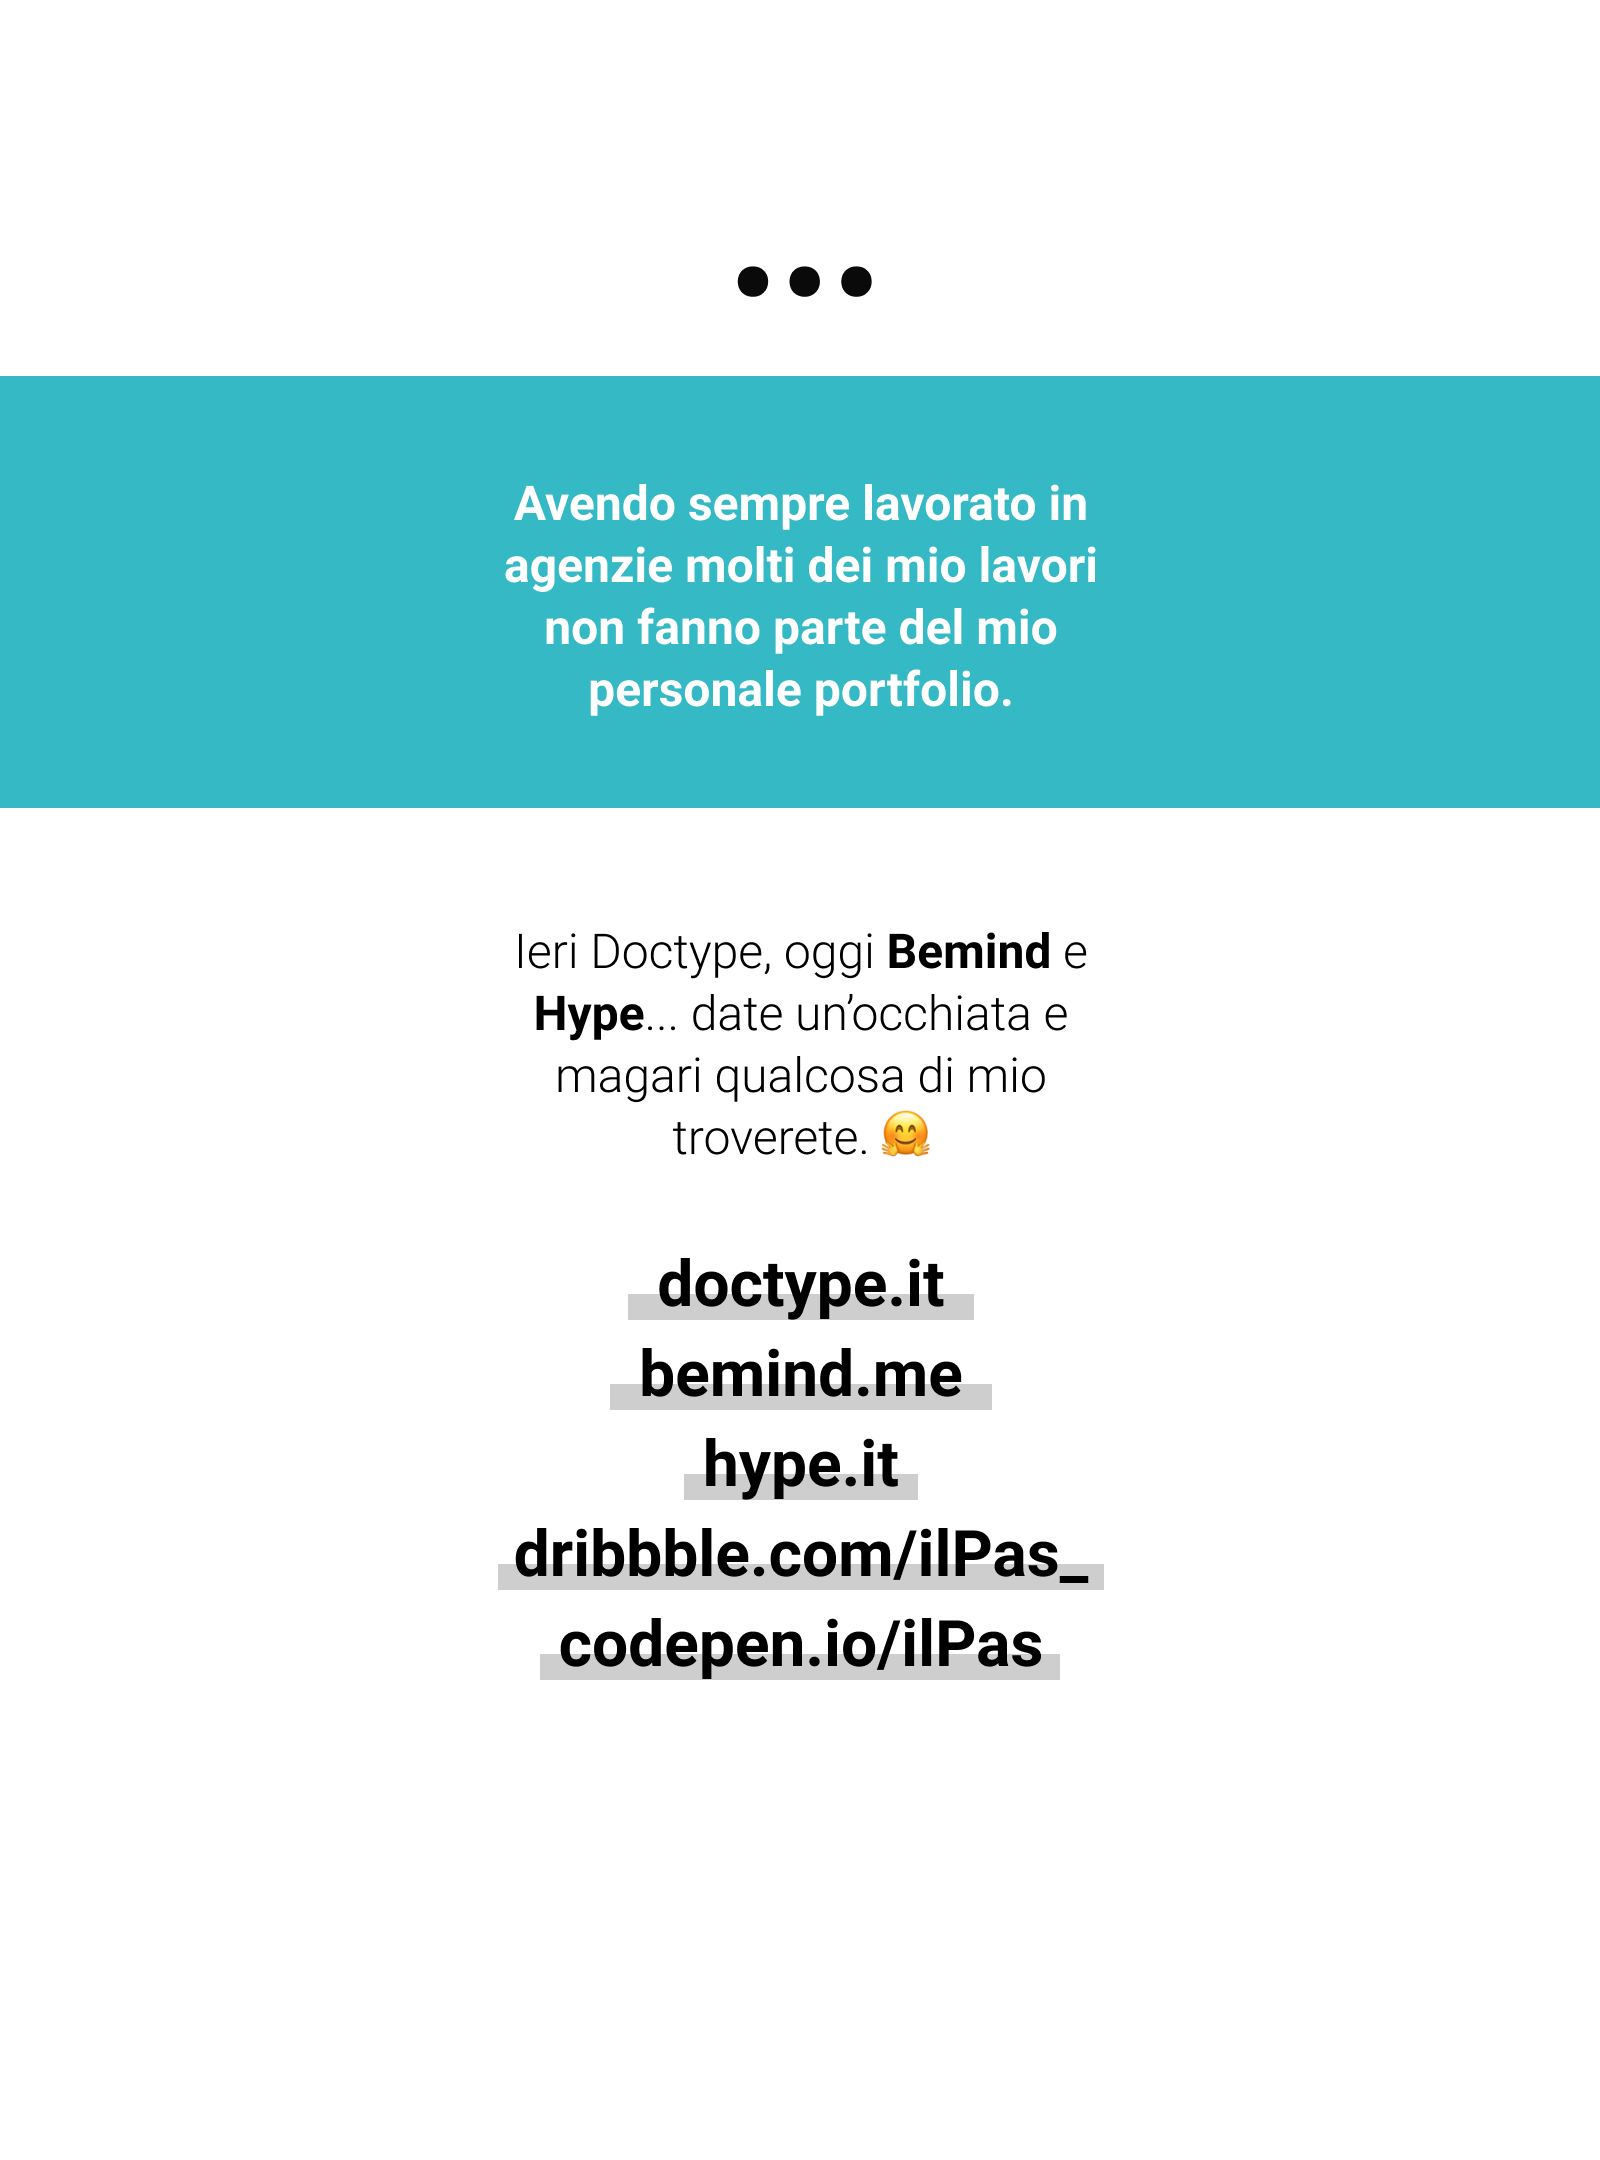 Avendo sempre lavorato in
agenzie molti dei mio lavori
non fanno parte del mio
personale portfolio.
Ieri Doctype, oggi Bemind e
Hype... date un’occhiata e
magari qualcosa di mio
troverete. 🤗
doctype.it
bemind.me
hype.it
dribbble.com/ilPas_
codepen.io/ilPas